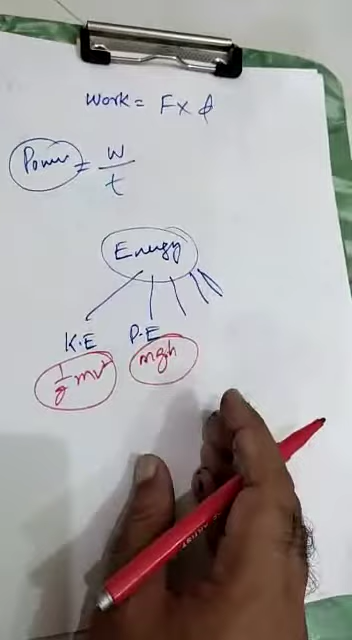 Work = F x d
Power = W/t
Energy
K.E P.E
1/2 mv² mgh